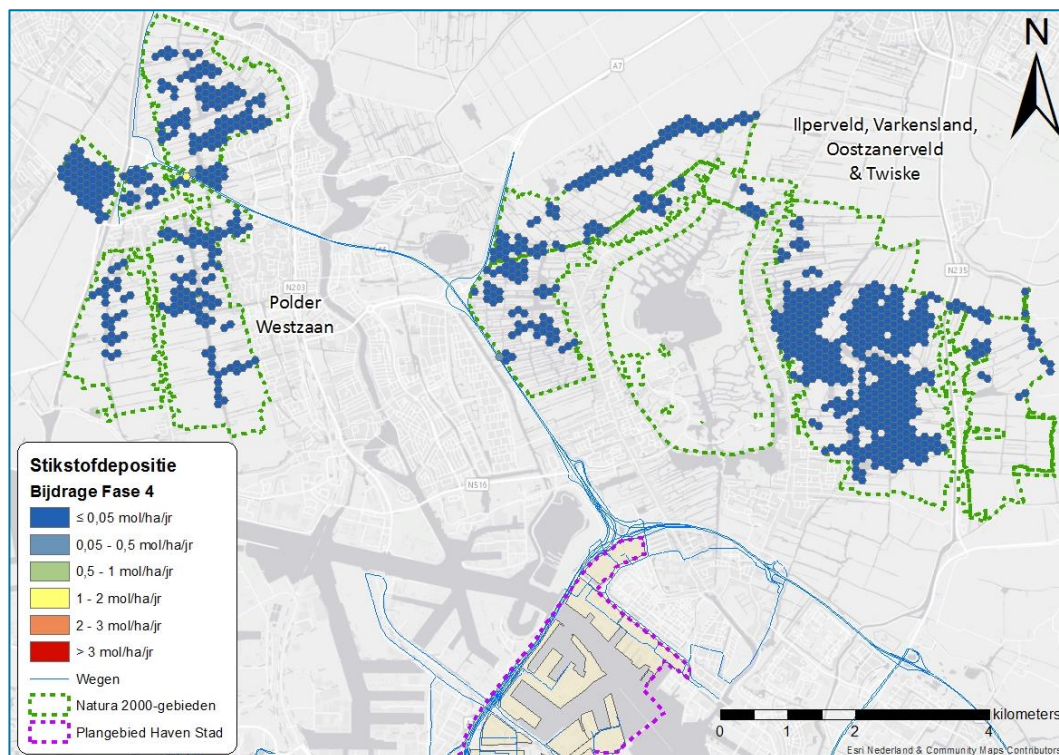 N
A7
Ilperveld, Varkensland,
Oostzanerveld
& Twiske
N235
N203
Polder
Westzaan
N516
Stikstofdepositie
Bijdrage Fase 4
≤ 0,05 mol/ha/jr
0,05 - 0,5 mol/ha/jr
0,5 - 1 mol/ha/jr
1 - 2 mol/ha/jr
2 - 3 mol/ha/jr
> 3 mol/ha/jr
Wegen
Natura 2000-gebieden
Plangebied Haven Stad
kilometers
0 1 2 4
Esri Nederland & Community Maps Contributors